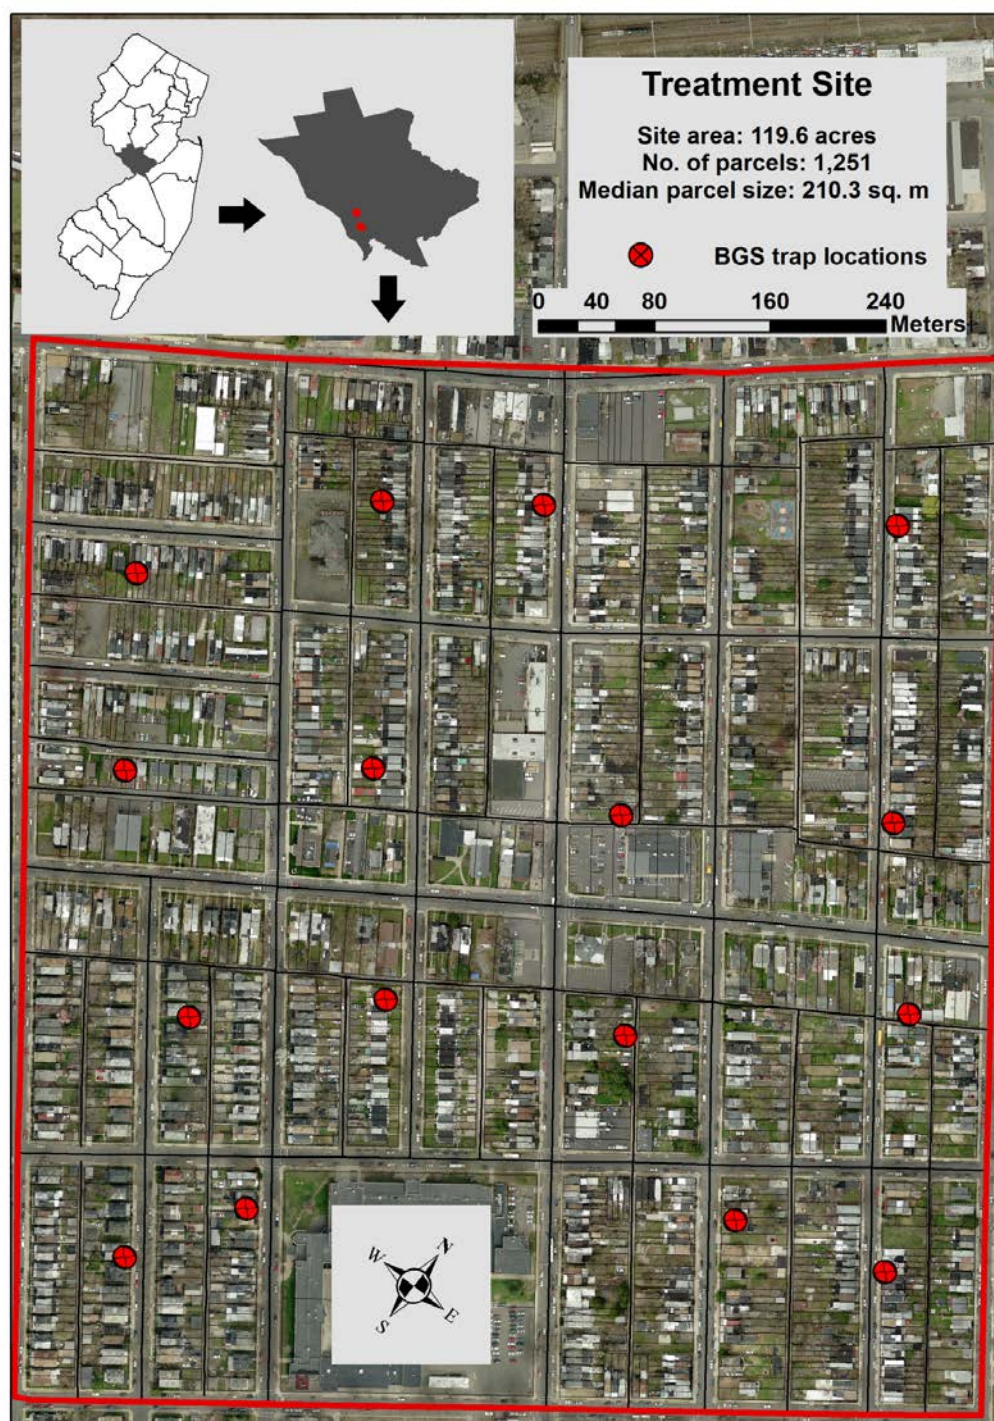 Treatment Site
Site area: 119.6 acres
No. of parcels: 1,251
Median parcel size: 210.3 sq. m
BGS trap locations
0 40 80 160 240
Meters
N
W
E
S